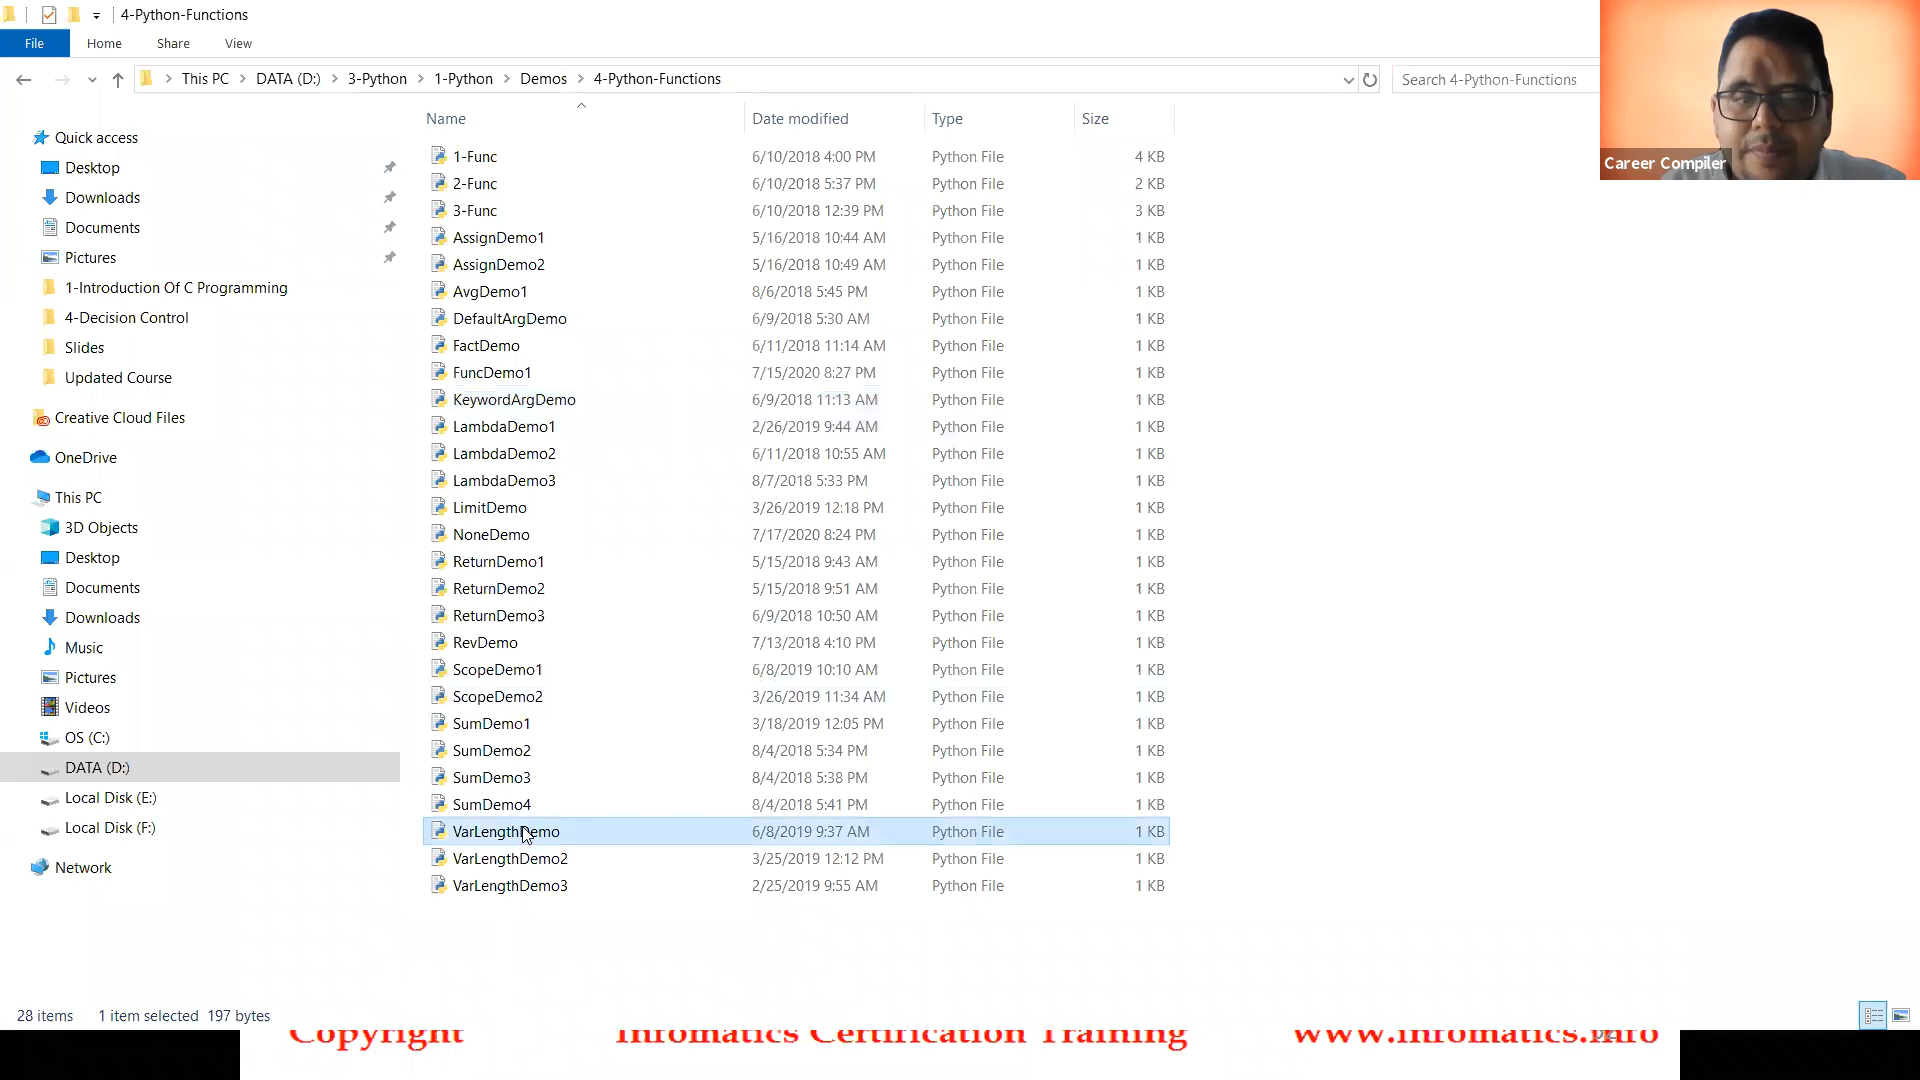 4-Python-Functions
File Home Share View
This PC DATA (D:) 3-Python 1-Python Demos 4-Python-Functions
Search 4-Python-Functions
Career Compiler
Name Date modified Type Size
Quick access
Desktop
Downloads
Documents
Pictures
1-Introduction Of C Programming
4-Decision Control
Slides
Updated Course
Creative Cloud Files
OneDrive
This PC
3D Objects
Desktop
Documents
Downloads
Music
Pictures
Videos
OS (C:)
DATA (D:)
Local Disk (E:)
Local Disk (F:)
Network
1-Func 6/10/2018 4:00 PM Python File 4 KB
2-Func 6/10/2018 5:37 PM Python File 2 KB
3-Func 6/10/2018 12:39 PM Python File 3 KB
AssignDemo1 5/16/2018 10:44 AM Python File 1 KB
AssignDemo2 5/16/2018 10:49 AM Python File 1 KB
AvgDemo1 8/6/2018 5:45 PM Python File 1 KB
DefaultArgDemo 6/9/2018 5:30 AM Python File 1 KB
FactDemo 6/11/2018 11:14 AM Python File 1 KB
FuncDemo1 7/15/2020 8:27 PM Python File 1 KB
KeywordArgDemo 6/9/2018 11:13 AM Python File 1 KB
LambdaDemo1 2/26/2019 9:44 AM Python File 1 KB
LambdaDemo2 6/11/2018 10:55 AM Python File 1 KB
LambdaDemo3 8/7/2018 5:33 PM Python File 1 KB
LimitDemo 3/26/2019 12:18 PM Python File 1 KB
NoneDemo 7/17/2020 8:24 PM Python File 1 KB
ReturnDemo1 5/15/2018 9:43 AM Python File 1 KB
ReturnDemo2 5/15/2018 9:51 AM Python File 1 KB
ReturnDemo3 6/9/2018 10:50 AM Python File 1 KB
RevDemo 7/13/2018 4:10 PM Python File 1 KB
ScopeDemo1 6/8/2019 10:10 AM Python File 1 KB
ScopeDemo2 3/26/2019 11:34 AM Python File 1 KB
SumDemo1 3/18/2019 12:05 PM Python File 1 KB
SumDemo2 8/4/2018 5:34 PM Python File 1 KB
SumDemo3 8/4/2018 5:38 PM Python File 1 KB
SumDemo4 8/4/2018 5:41 PM Python File 1 KB
VarLengthDemo 6/8/2019 9:37 AM Python File 1 KB
VarLengthDemo2 3/25/2019 12:12 PM Python File 1 KB
VarLengthDemo3 2/25/2019 9:55 AM Python File 1 KB
28 items 1 item selected 197 bytes
Copyright Infomatics Certification Training www.infomatics.info